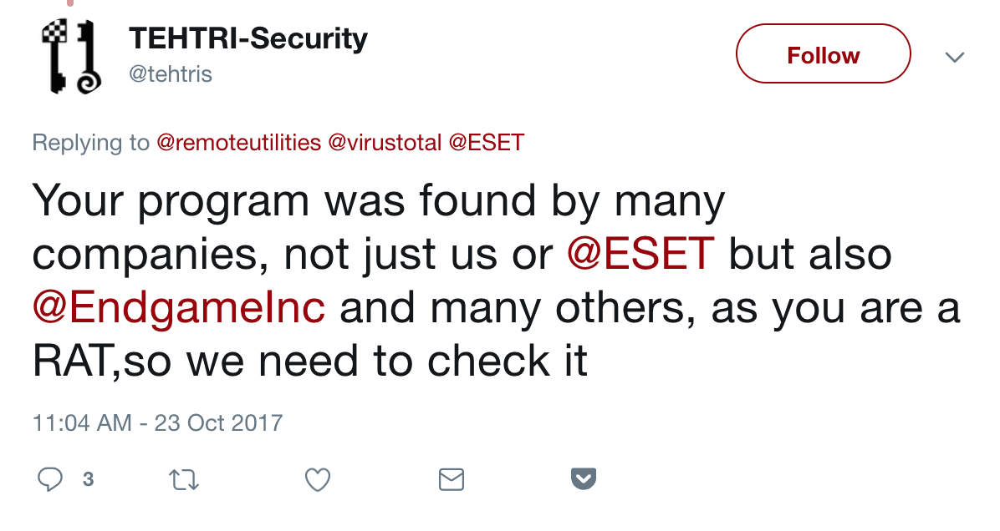 TEHTRI-Security
@tehtris
Follow
Replying to @remoteutilities @virustotal @ESET
Your program was found by many
companies, not just us or @ESET but also
@EndgameInc and many others, as you are a
RAT,so we need to check it
11:04 AM - 23 Oct 2017
3